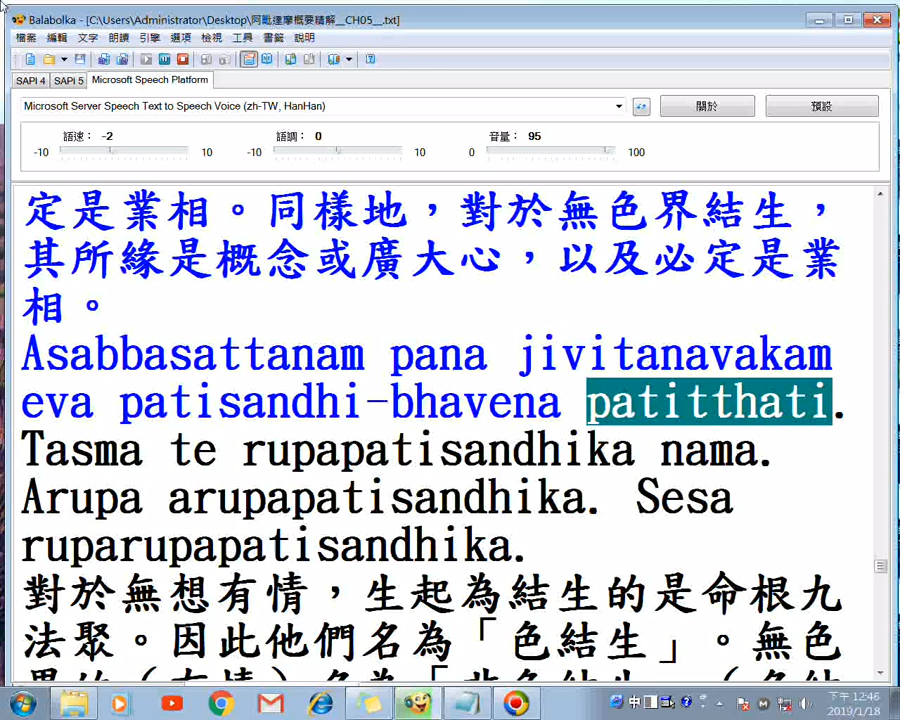 Balabolka - [C:\Users\Administrator\Desktop\阿毗達摩概要精解__CH05__.txt]
檔案 編輯 文字 朗讀 引擎 選項 檢視 工具 書籤 說明
SAPI 4 SAPI 5 Microsoft Speech Platform
Microsoft Server Speech Text to Speech Voice (zh-TW, HanHan) 關於 預設
語速： -2 語調： 0 音量： 95
-10 10 -10 10 0 100
定是業相。同樣地，對於無色界結生，
其所緣是概念或廣大心，以及必定是業
相。
Asabbasattanam pana jivitanavakam
eva patisandhi-bhavena patitthati.
Tasma te rupapatisandhika nama.
Arupa arupapatisandhika. Sesa
ruparupapatisandhika.
對於無想有情，生起為結生的是命根九
法聚。因此他們名為「色結生」。無色
中
下午 12:46
2019/1/18